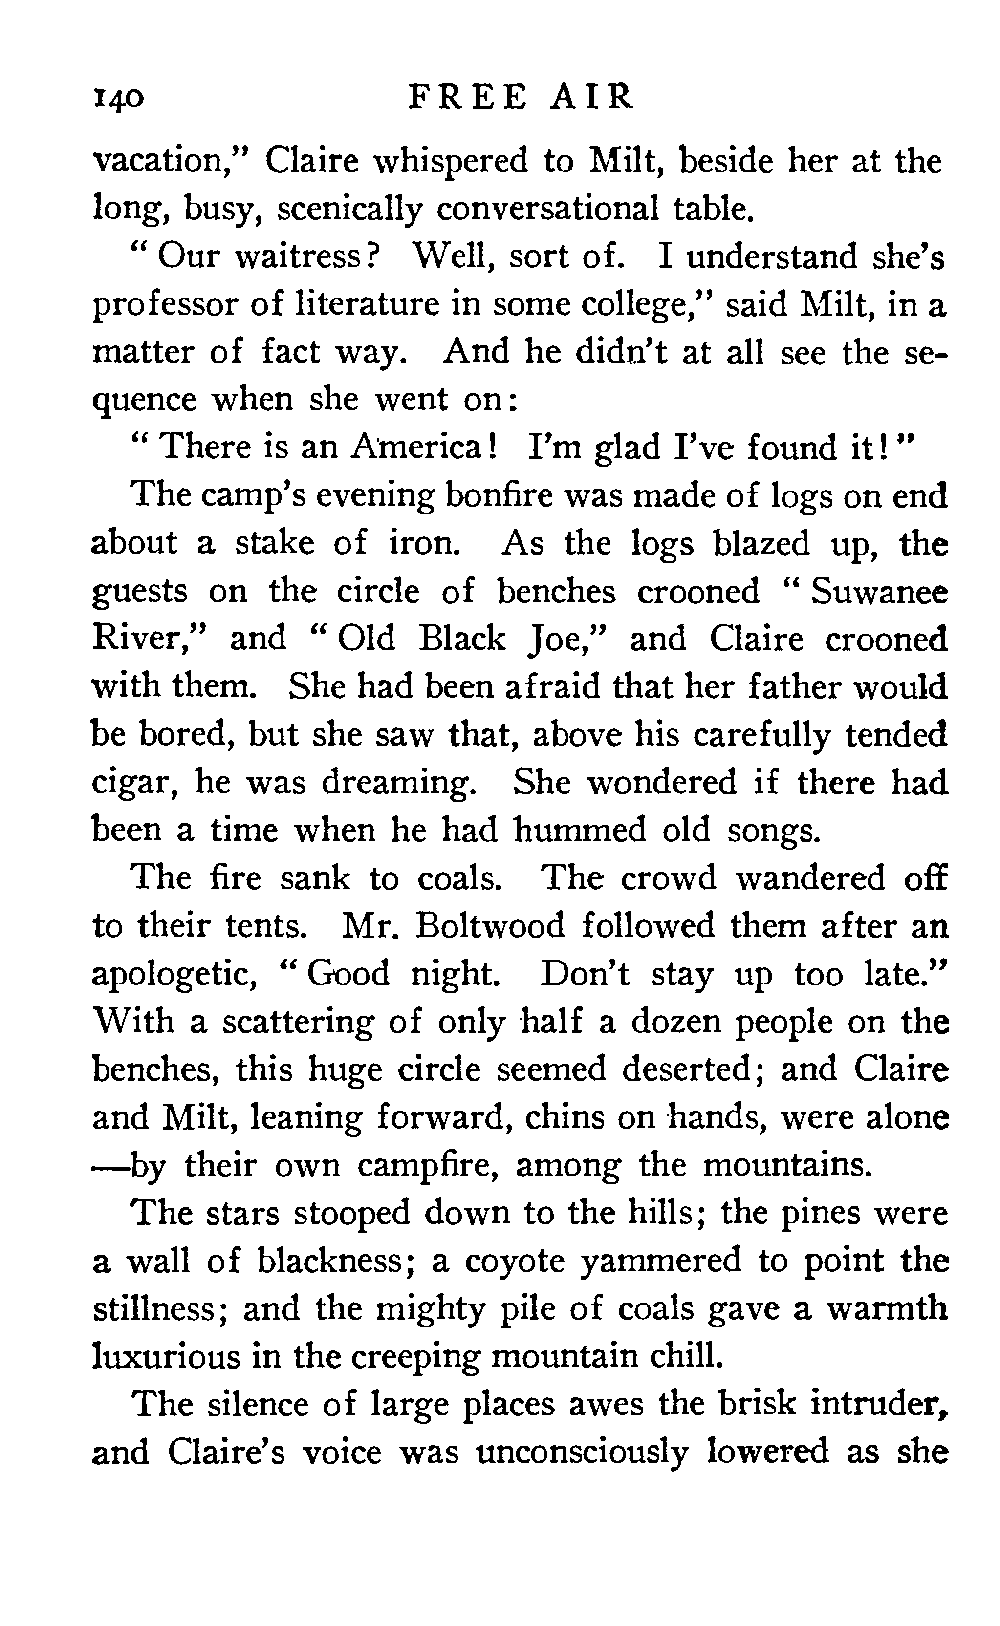 140 FREE AIR
vacation," Claire whispered to Milt, beside her at the
long, busy, scenically conversational table.
" Our waitress? Well, sort of. I understand she's
professor of literature in some college," said Milt, in a
matter of fact way. And he didn't at all see the se-
quence when she went on:
" There is an America! I'm glad I've found it! "
The camp's evening bonfire was made of logs on end
about a stake of iron. As the logs blazed up, the
guests on the circle of benches crooned " Suwanee
River," and " Old Black Joe," and Claire crooned
with them. She had been afraid that her father would
be bored, but she saw that, above his carefully tended
cigar, he was dreaming. She wondered if there had
been a time when he had hummed old songs.
The fire sank to coals. The crowd wandered off
to their tents. Mr. Boltwood followed them after an
apologetic, " Good night. Don't stay up too late."
With a scattering of only half a dozen people on the
benches, this huge circle seemed deserted; and Claire
and Milt, leaning forward, chins on hands, were alone
—by their own campfire, among the mountains.
The stars stooped down to the hills; the pines were
a wall of blackness; a coyote yammered to point the
stillness; and the mighty pile of coals gave a warmth
luxurious in the creeping mountain chill.
The silence of large places awes the brisk intruder,
and Claire's voice was unconsciously lowered as she